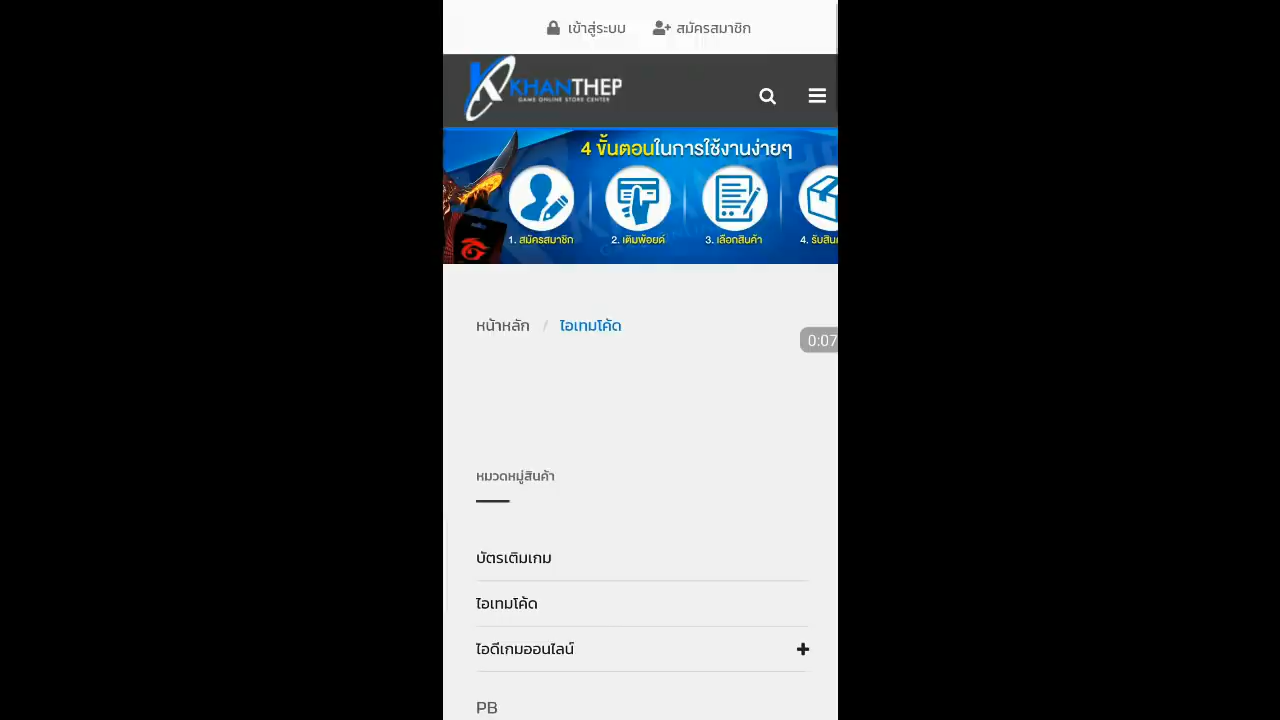 เข้าสู่ระบบ สมัครสมาชิก
KHANTHEP
GAME ONLINE STORE CENTER
4 ขั้นตอนในการใช้งานง่ายๆ
1. สมัครสมาชิก 2. เติมพ้อยด์ 3. เลือกสินค้า 4. รับสิน
หน้าหลัก / ไอเทมโค้ด
0:07
หมวดหมู่สินค้า
บัตรเติมเกม
ไอเทมโค้ด
ไอดีเกมออนไลน์
PB